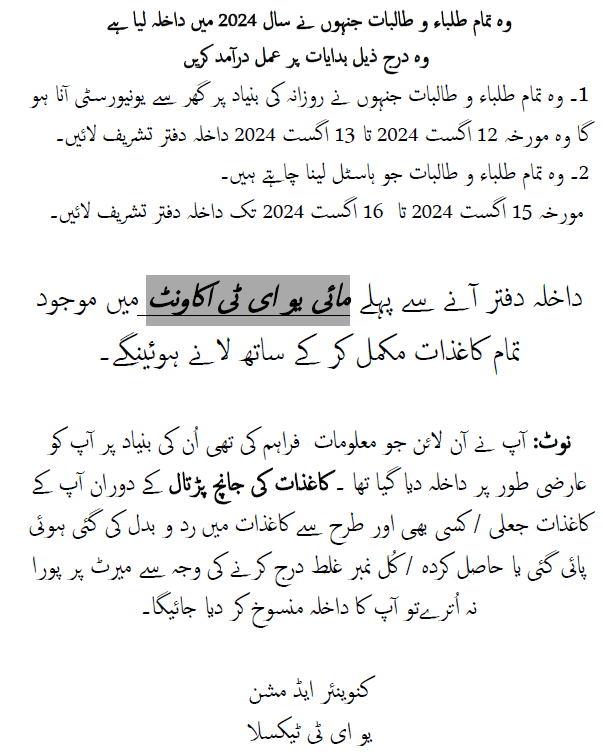 وہ تمام طلباء و طالبات جنہوں نے سال 2024 میں داخلہ لیا ہے
وہ درج ذیل ہدایات پر عمل درآمد کریں
1۔ وہ تمام طلباء و طالبات جنہوں نے روزانہ کی بنیاد پر گھر سے یونیورسٹی آنا ہو
گا وہ مورخہ 12 اگست 2024 تا 13 اگست 2024 داخلہ دفتر تشریف لائیں۔
2۔ وہ تمام طلباء و طالبات جو ہاسٹل لینا چاہتے ہیں۔
مورخہ 15 اگست 2024 تا 16 اگست 2024 تک داخلہ دفتر تشریف لائیں۔
داخلہ دفتر آنے سے پہلے مائی یو ای ٹی اکاونٹ میں موجود
تمام کاغذات مکمل کر کے ساتھ لانے ہوئینگے۔
نوٹ: آپ نے آن لائن جو معلومات فراہم کی تھی اُن کی بنیاد پر آپ کو
عارضی طور پر داخلہ دیا گیا تھا ۔ کاغذات کی جانچ پڑتال کے دوران آپ کے
کاغذات جعلی / کسی بھی اور طرح سے کاغذات میں رد و بدل کی گئی ہوئی
پائی گئی یا حاصل کردہ / کُل نمبر غلط درج کرنے کی وجہ سے میرٹ پر پورا
نہ اُترے تو آپ کا داخلہ منسوخ کر دیا جائیگا۔
کنوینئر ایڈ مشن
یو ای ٹی ٹیکسلا